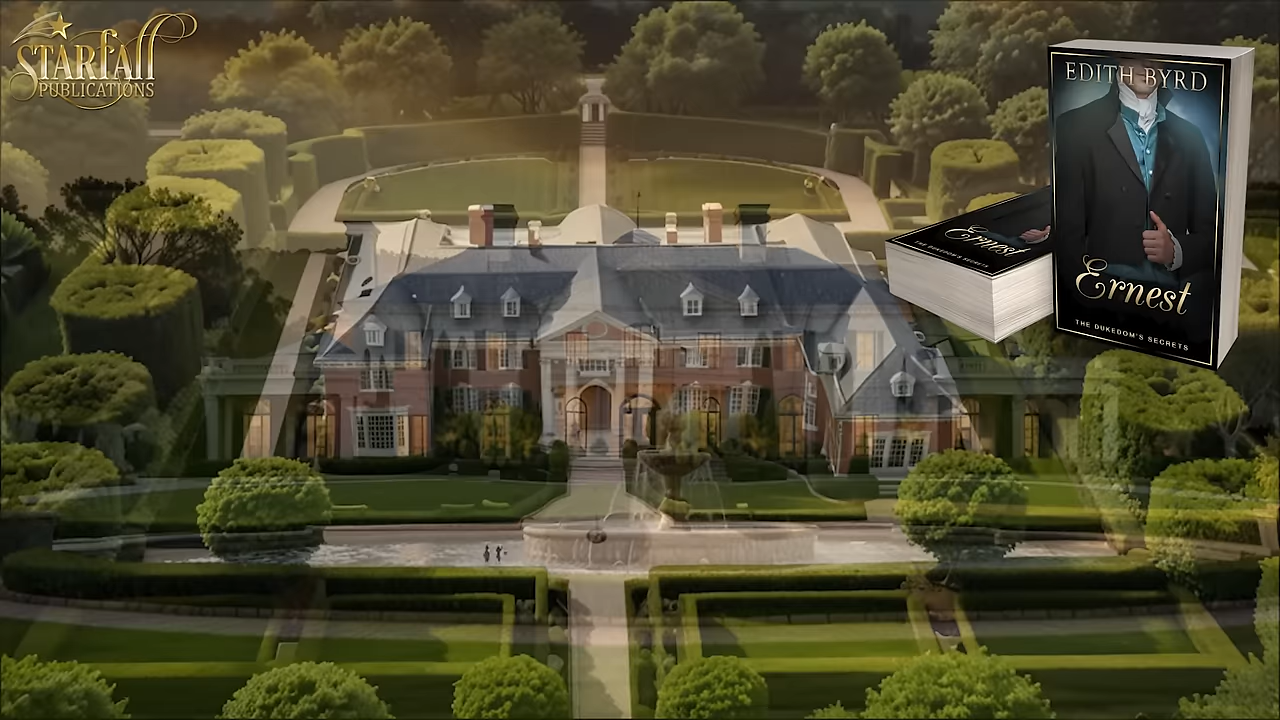 STARfall
PUBLICATIONS
EDITH BYRD
Ernest
THE DUKEDOM'S SECRETS
Ernest
THE DUKEDOM'S SECRETS